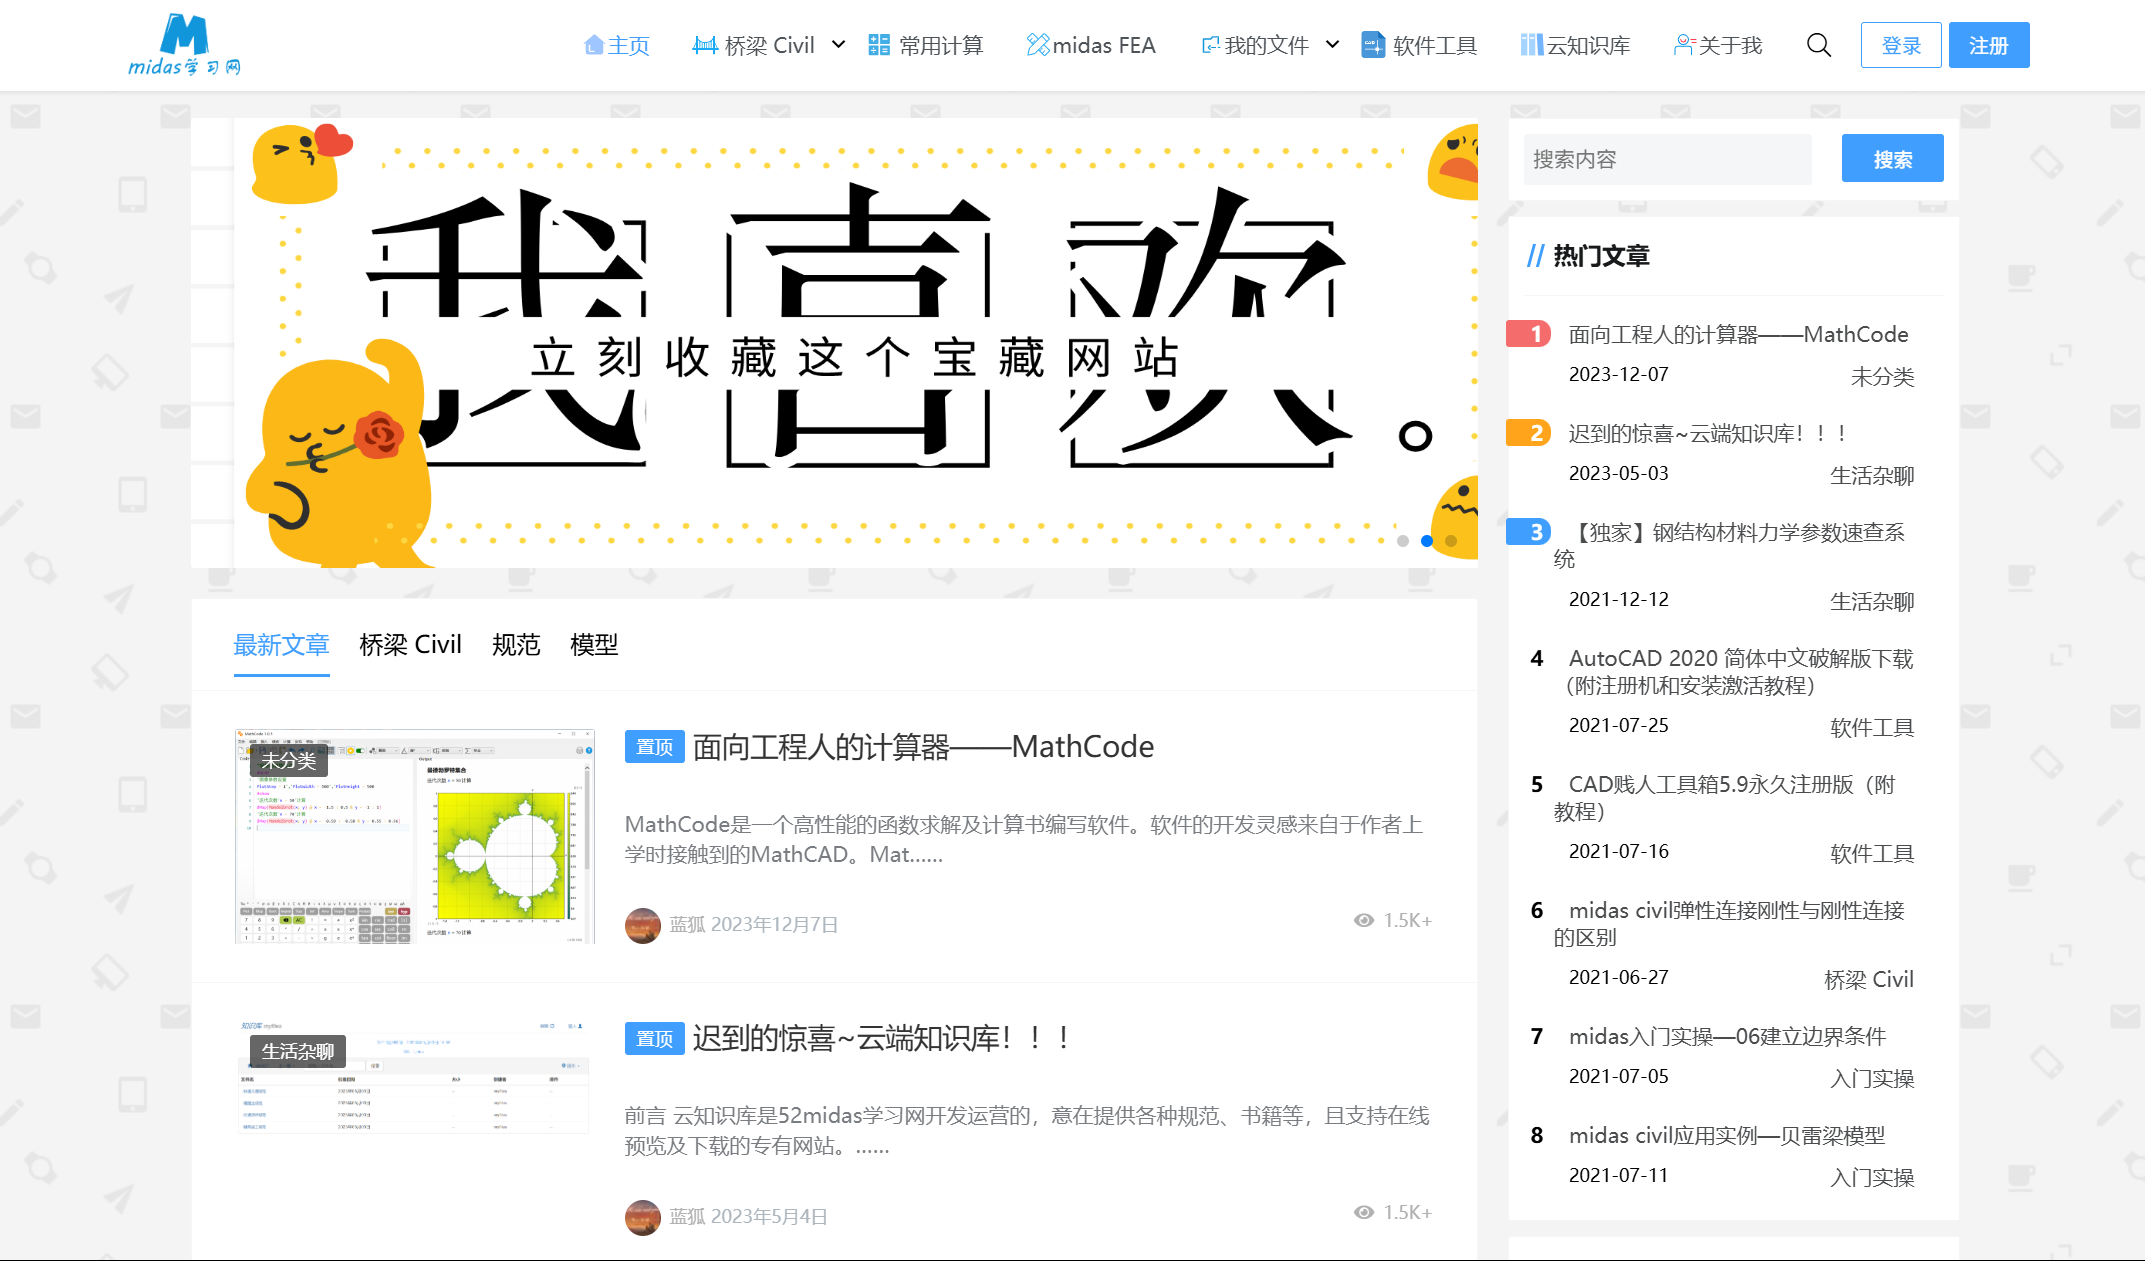 midas学习网
主页
桥梁 Civil
常用计算
midas FEA
我的文件
软件工具
云知识库
关于我
登录
注册
我喜欢。
立刻收藏这个宝藏网站
搜索内容
搜索
// 热门文章
1 面向工程人的计算器——MathCode
2023-12-07 未分类
2 迟到的惊喜~云端知识库！！！
2023-05-03 生活杂聊
3 【独家】钢结构材料力学参数速查系
统
2021-12-12 生活杂聊
4 AutoCAD 2020 简体中文破解版下载
（附注册机和安装激活教程）
2021-07-25 软件工具
5 CAD贱人工具箱5.9永久注册版（附
教程）
2021-07-16 软件工具
6 midas civil弹性连接刚性与刚性连接
的区别
2021-06-27 桥梁 Civil
7 midas入门实操—06建立边界条件
2021-07-05 入门实操
8 midas civil应用实例—贝雷梁模型
2021-07-11 入门实操
最新文章 桥梁 Civil 规范 模型
未分类
置顶 面向工程人的计算器——MathCode
MathCode是一个高性能的函数求解及计算书编写软件。软件的开发灵感来自于作者上
学时接触到的MathCAD。Mat……
蓝狐 2023年12月7日
1.5K+
生活杂聊
置顶 迟到的惊喜~云端知识库！！！
前言 云知识库是52midas学习网开发运营的，意在提供各种规范、书籍等，且支持在线
预览及下载的专有网站。……
蓝狐 2023年5月4日
1.5K+